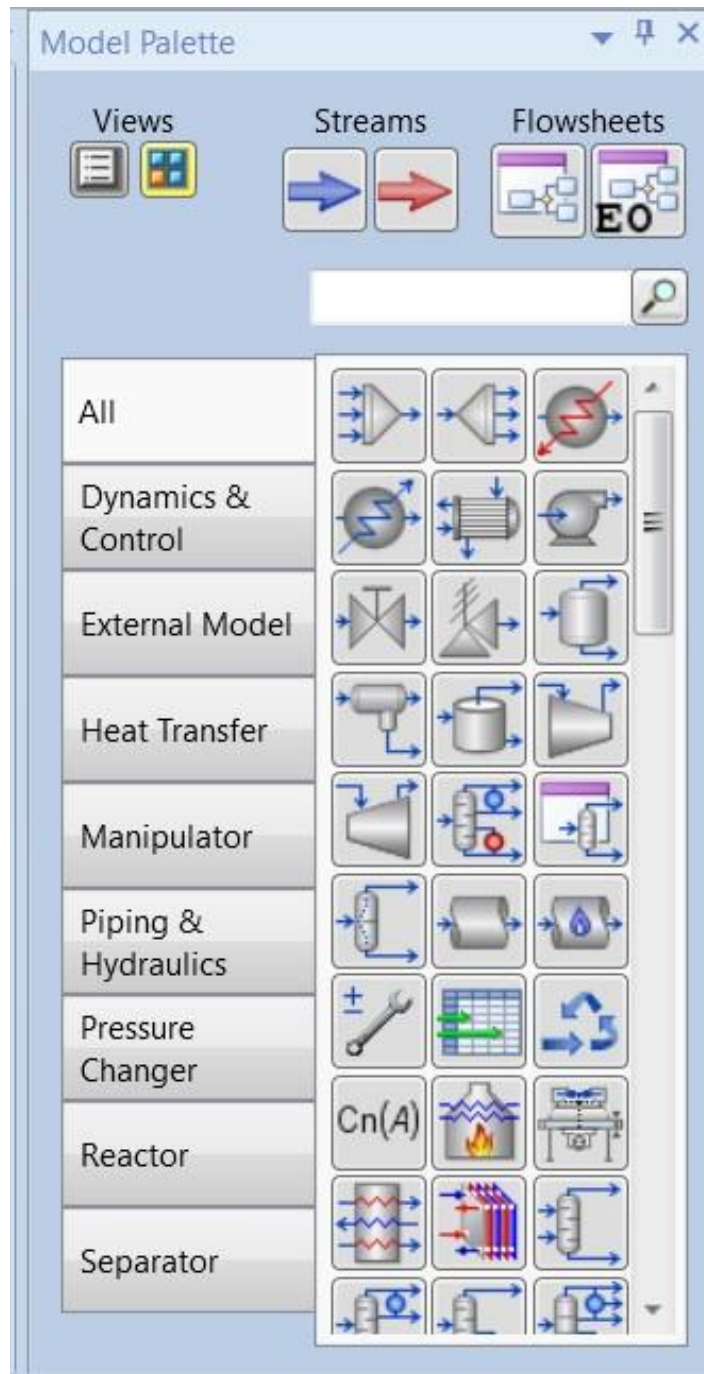 Model Palette
Views Streams Flowsheets
EO
All
Dynamics &
Control
External Model
Heat Transfer
Manipulator
Piping &
Hydraulics
Pressure
Changer
Reactor
Separator
±
Cn(A)